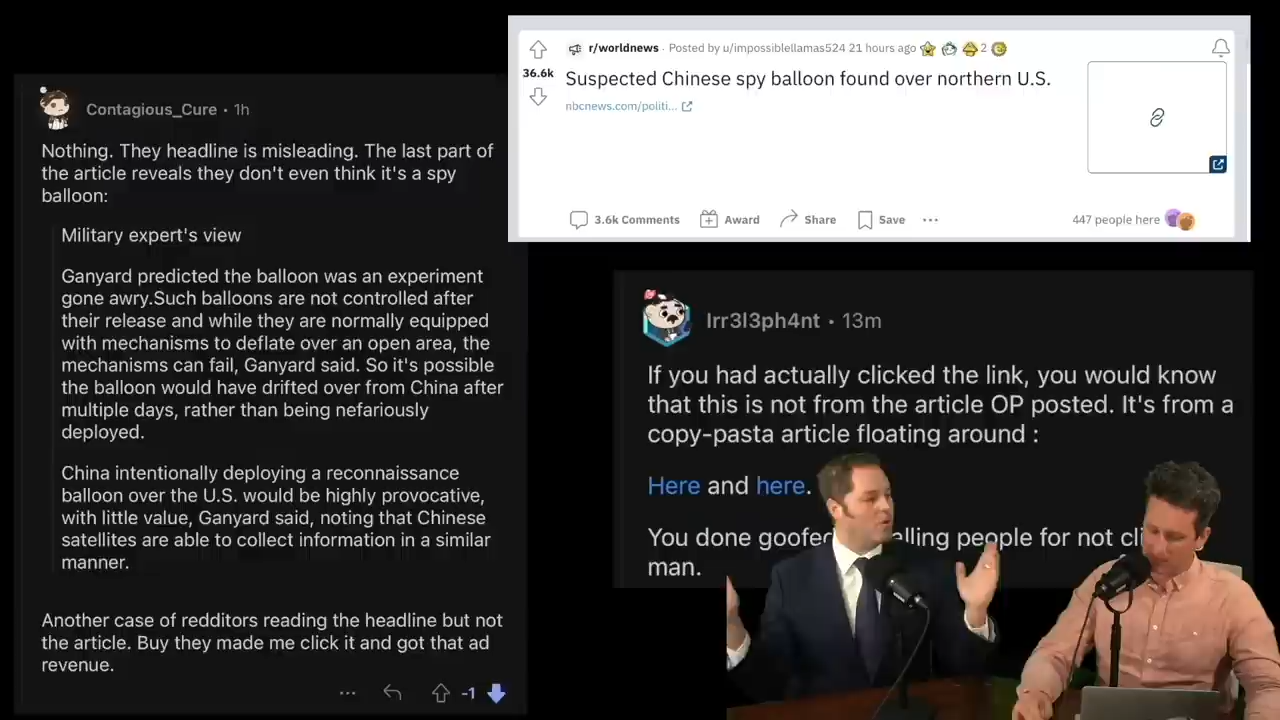 Contagious_Cure • 1h
Nothing. They headline is misleading. The last part of
the article reveals they don't even think it's a spy
balloon:
Military expert's view
Ganyard predicted the balloon was an experiment
gone awry.Such balloons are not controlled after
their release and while they are normally equipped
with mechanisms to deflate over an open area, the
mechanisms can fail, Ganyard said. So it's possible
the balloon would have drifted over from China after
multiple days, rather than being nefariously
deployed.
China intentionally deploying a reconnaissance
balloon over the U.S. would be highly provocative,
with little value, Ganyard said, noting that Chinese
satellites are able to collect information in a similar
manner.
Another case of redditors reading the headline but not
the article. Buy they made me click it and got that ad
revenue.
-1
r/worldnews · Posted by u/impossiblellamas524 21 hours ago 2
36.6k
Suspected Chinese spy balloon found over northern U.S.
nbcnews.com/politi...
3.6k Comments Award Share Save ...
447 people here
Irr3l3ph4nt • 13m
If you had actually clicked the link, you would know
that this is not from the article OP posted. It's from a
copy-pasta article floating around :
Here and here.
You done goofed alling people for not cli
man.